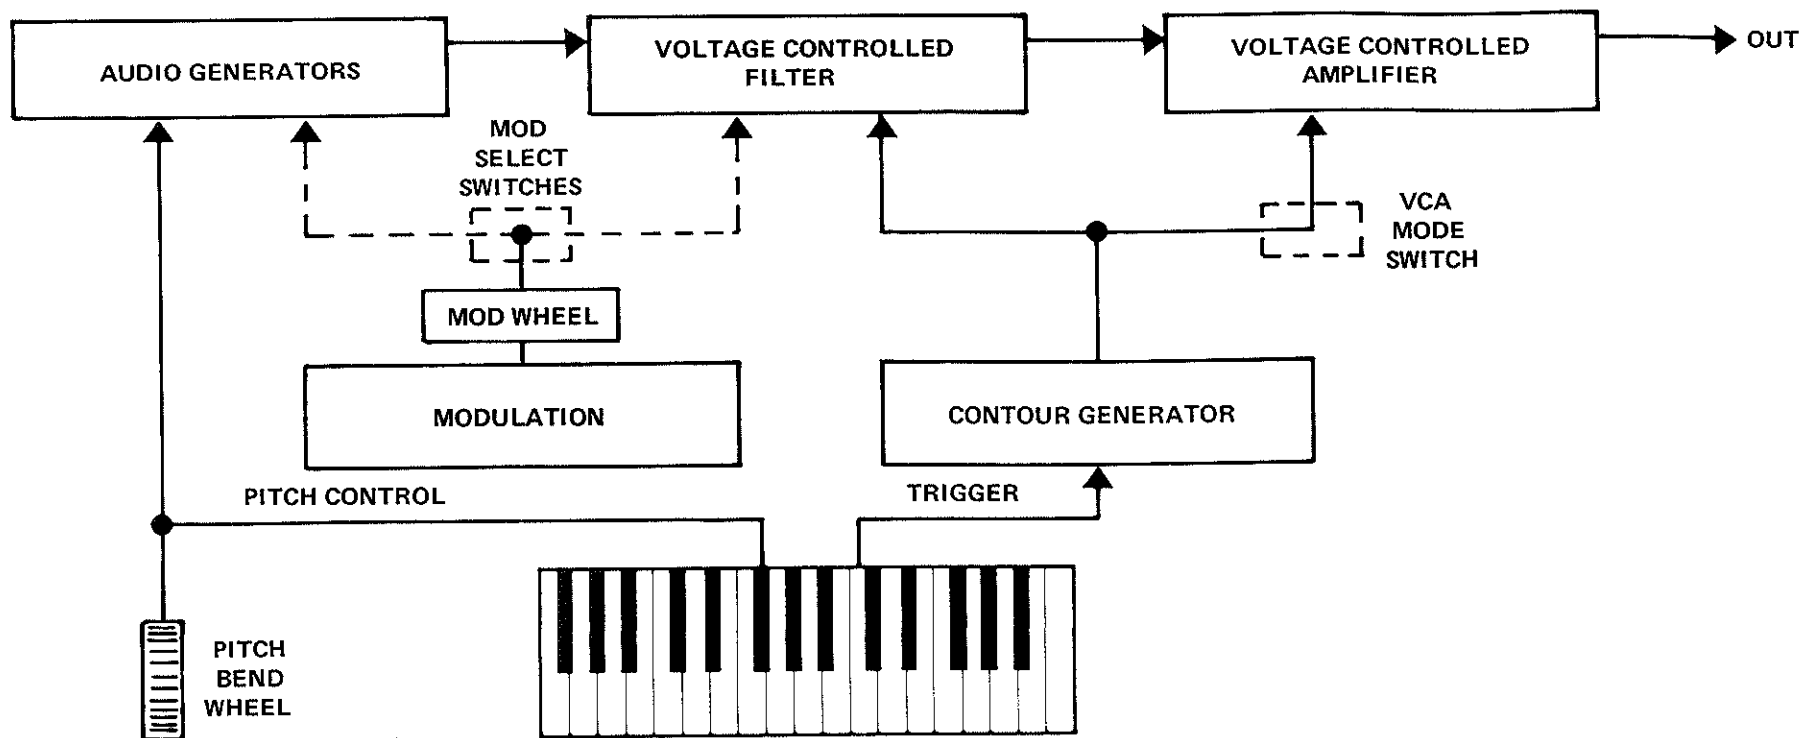 AUDIO GENERATORS
VOLTAGE CONTROLLED
FILTER
VOLTAGE CONTROLLED
AMPLIFIER
OUT
MOD
SELECT
SWITCHES
VCA
MODE
SWITCH
MOD WHEEL
MODULATION
CONTOUR GENERATOR
PITCH CONTROL
TRIGGER
PITCH
BEND
WHEEL